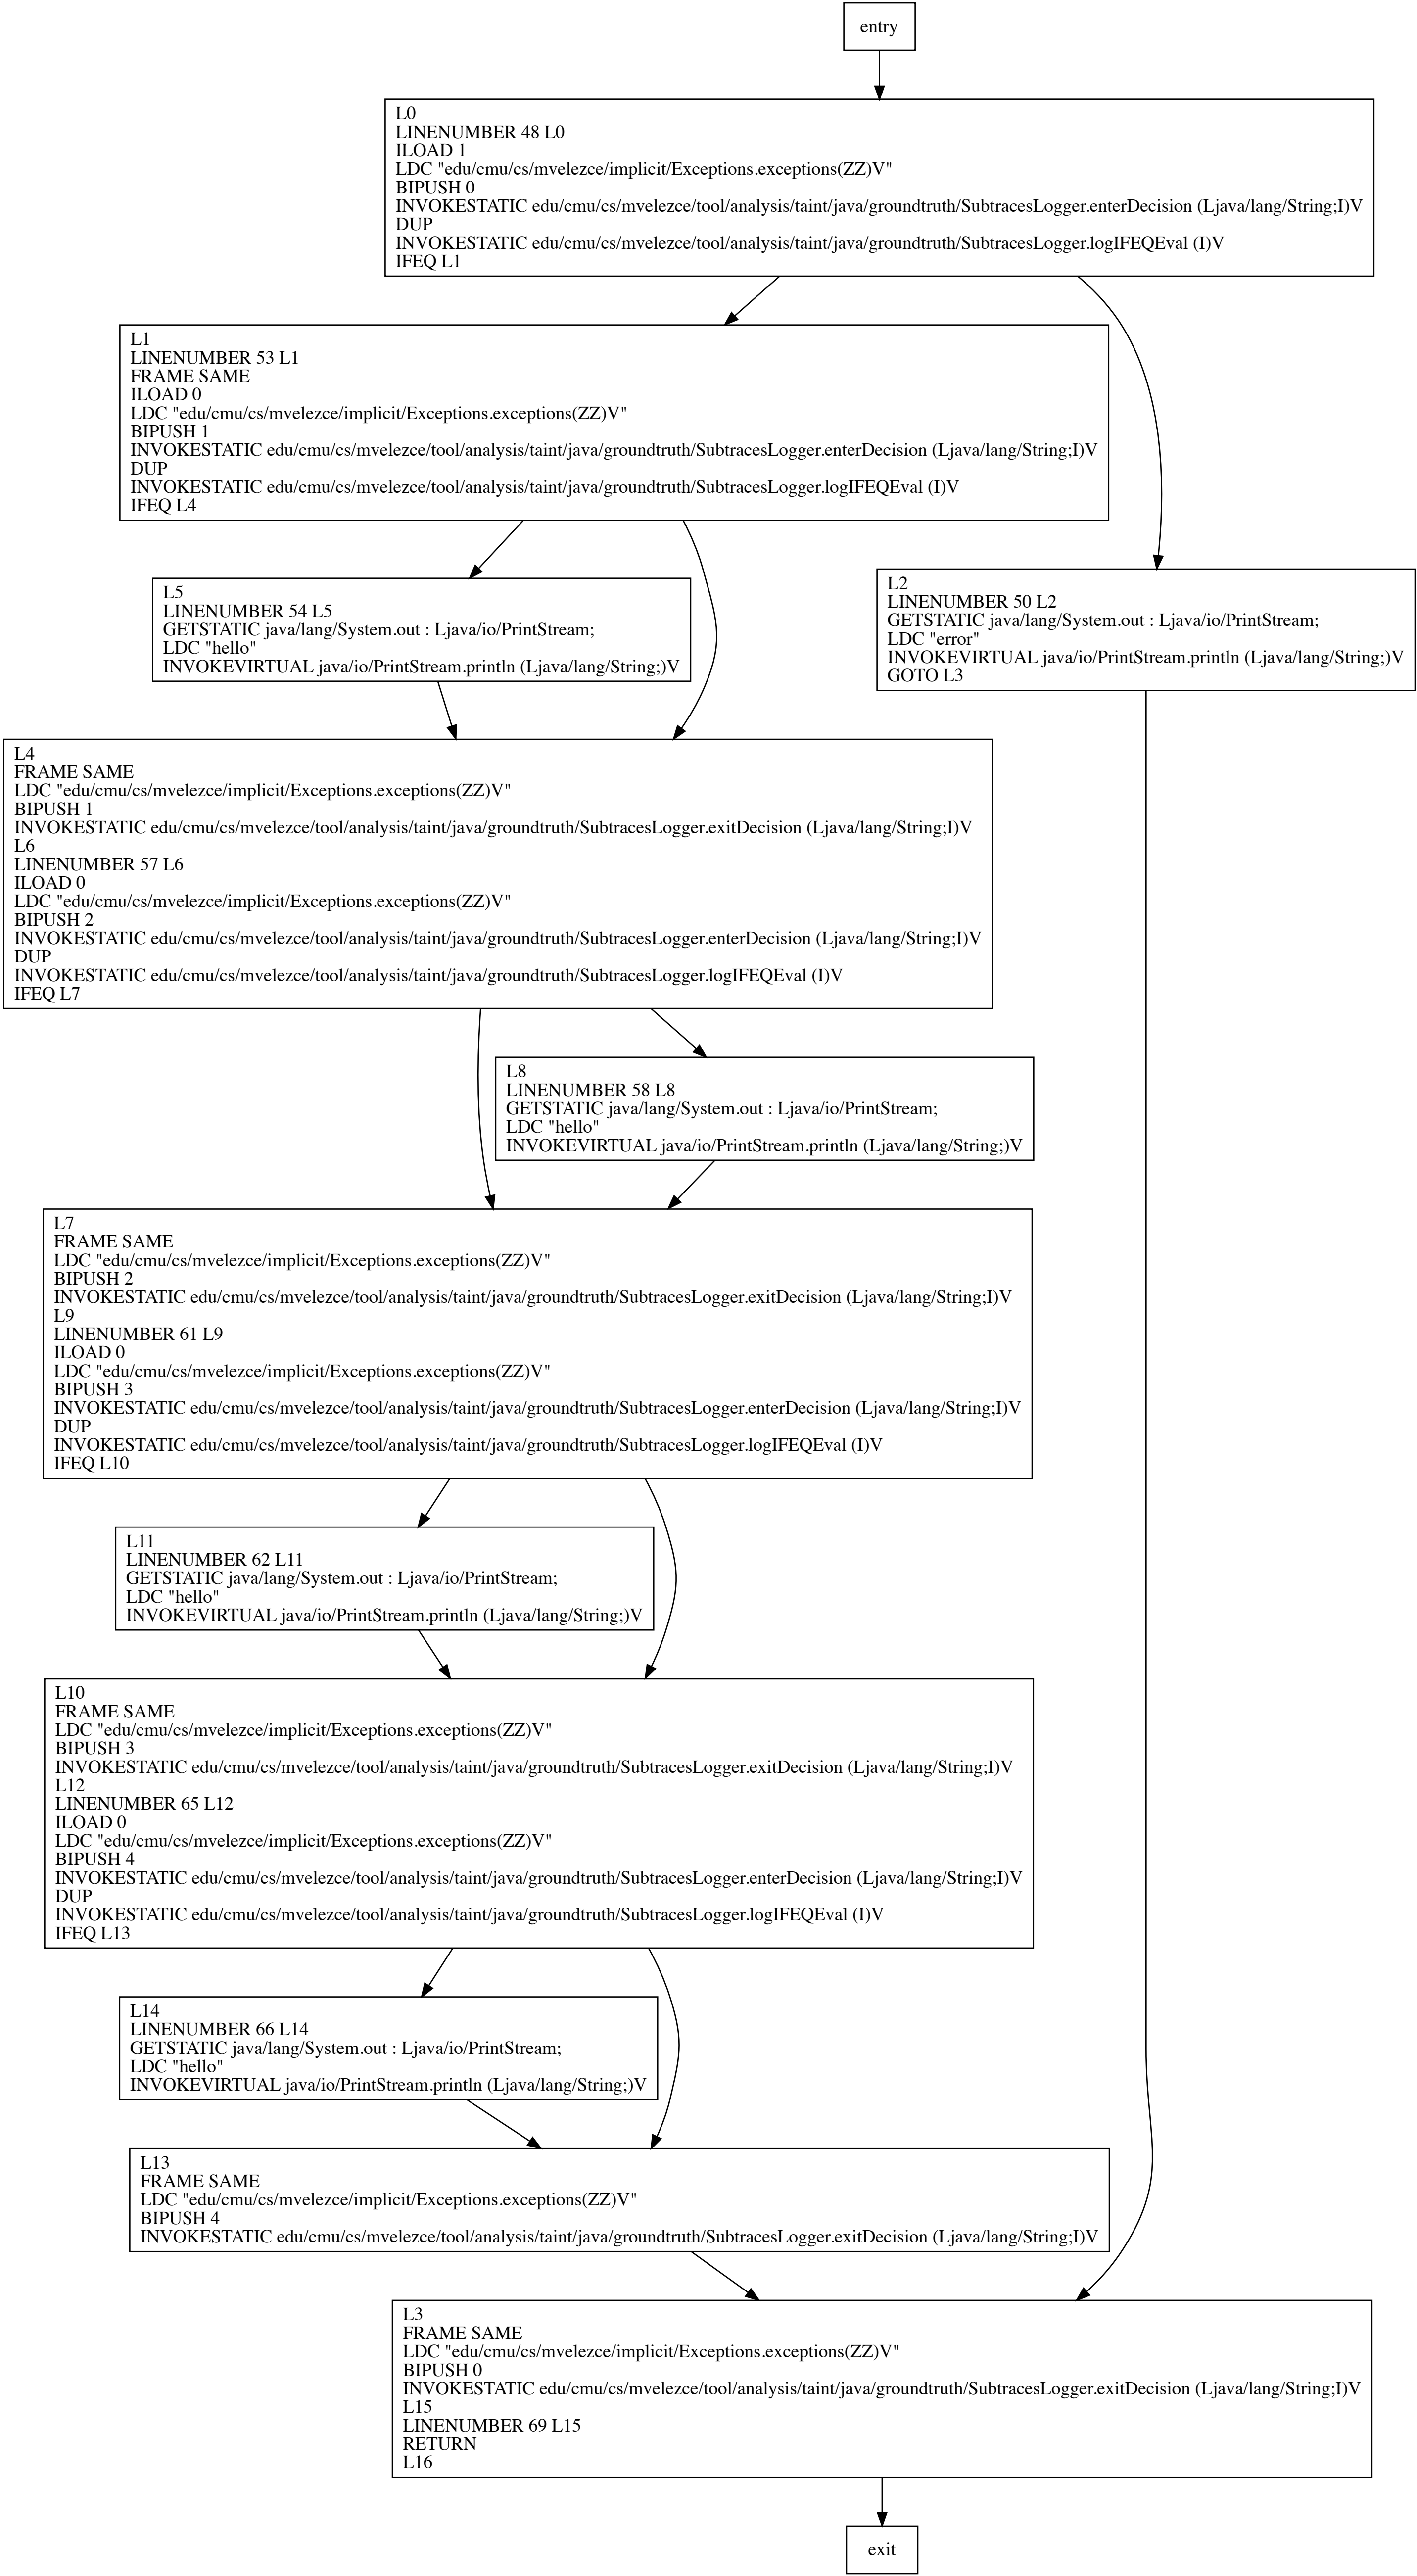 entry
L0
LINENUMBER 48 L0
ILOAD 1
LDC "edu/cmu/cs/mvelezce/implicit/Exceptions.exceptions(ZZ)V"
BIPUSH 0
INVOKESTATIC edu/cmu/cs/mvelezce/tool/analysis/taint/java/groundtruth/SubtracesLogger.enterDecision (Ljava/lang/String;I)V
DUP
INVOKESTATIC edu/cmu/cs/mvelezce/tool/analysis/taint/java/groundtruth/SubtracesLogger.logIFEQEval (I)V
IFEQ L1
L1
LINENUMBER 53 L1
FRAME SAME
ILOAD 0
LDC "edu/cmu/cs/mvelezce/implicit/Exceptions.exceptions(ZZ)V"
BIPUSH 1
INVOKESTATIC edu/cmu/cs/mvelezce/tool/analysis/taint/java/groundtruth/SubtracesLogger.enterDecision (Ljava/lang/String;I)V
DUP
INVOKESTATIC edu/cmu/cs/mvelezce/tool/analysis/taint/java/groundtruth/SubtracesLogger.logIFEQEval (I)V
IFEQ L4
L5
LINENUMBER 54 L5
GETSTATIC java/lang/System.out : Ljava/io/PrintStream;
LDC "hello"
INVOKEVIRTUAL java/io/PrintStream.println (Ljava/lang/String;)V
L2
LINENUMBER 50 L2
GETSTATIC java/lang/System.out : Ljava/io/PrintStream;
LDC "error"
INVOKEVIRTUAL java/io/PrintStream.println (Ljava/lang/String;)V
GOTO L3
L4
FRAME SAME
LDC "edu/cmu/cs/mvelezce/implicit/Exceptions.exceptions(ZZ)V"
BIPUSH 1
INVOKESTATIC edu/cmu/cs/mvelezce/tool/analysis/taint/java/groundtruth/SubtracesLogger.exitDecision (Ljava/lang/String;I)V
L6
LINENUMBER 57 L6
ILOAD 0
LDC "edu/cmu/cs/mvelezce/implicit/Exceptions.exceptions(ZZ)V"
BIPUSH 2
INVOKESTATIC edu/cmu/cs/mvelezce/tool/analysis/taint/java/groundtruth/SubtracesLogger.enterDecision (Ljava/lang/String;I)V
DUP
INVOKESTATIC edu/cmu/cs/mvelezce/tool/analysis/taint/java/groundtruth/SubtracesLogger.logIFEQEval (I)V
IFEQ L7
L8
LINENUMBER 58 L8
GETSTATIC java/lang/System.out : Ljava/io/PrintStream;
LDC "hello"
INVOKEVIRTUAL java/io/PrintStream.println (Ljava/lang/String;)V
L7
FRAME SAME
LDC "edu/cmu/cs/mvelezce/implicit/Exceptions.exceptions(ZZ)V"
BIPUSH 2
INVOKESTATIC edu/cmu/cs/mvelezce/tool/analysis/taint/java/groundtruth/SubtracesLogger.exitDecision (Ljava/lang/String;I)V
L9
LINENUMBER 61 L9
ILOAD 0
LDC "edu/cmu/cs/mvelezce/implicit/Exceptions.exceptions(ZZ)V"
BIPUSH 3
INVOKESTATIC edu/cmu/cs/mvelezce/tool/analysis/taint/java/groundtruth/SubtracesLogger.enterDecision (Ljava/lang/String;I)V
DUP
INVOKESTATIC edu/cmu/cs/mvelezce/tool/analysis/taint/java/groundtruth/SubtracesLogger.logIFEQEval (I)V
IFEQ L10
L11
LINENUMBER 62 L11
GETSTATIC java/lang/System.out : Ljava/io/PrintStream;
LDC "hello"
INVOKEVIRTUAL java/io/PrintStream.println (Ljava/lang/String;)V
L10
FRAME SAME
LDC "edu/cmu/cs/mvelezce/implicit/Exceptions.exceptions(ZZ)V"
BIPUSH 3
INVOKESTATIC edu/cmu/cs/mvelezce/tool/analysis/taint/java/groundtruth/SubtracesLogger.exitDecision (Ljava/lang/String;I)V
L12
LINENUMBER 65 L12
ILOAD 0
LDC "edu/cmu/cs/mvelezce/implicit/Exceptions.exceptions(ZZ)V"
BIPUSH 4
INVOKESTATIC edu/cmu/cs/mvelezce/tool/analysis/taint/java/groundtruth/SubtracesLogger.enterDecision (Ljava/lang/String;I)V
DUP
INVOKESTATIC edu/cmu/cs/mvelezce/tool/analysis/taint/java/groundtruth/SubtracesLogger.logIFEQEval (I)V
IFEQ L13
L14
LINENUMBER 66 L14
GETSTATIC java/lang/System.out : Ljava/io/PrintStream;
LDC "hello"
INVOKEVIRTUAL java/io/PrintStream.println (Ljava/lang/String;)V
L13
FRAME SAME
LDC "edu/cmu/cs/mvelezce/implicit/Exceptions.exceptions(ZZ)V"
BIPUSH 4
INVOKESTATIC edu/cmu/cs/mvelezce/tool/analysis/taint/java/groundtruth/SubtracesLogger.exitDecision (Ljava/lang/String;I)V
L3
FRAME SAME
LDC "edu/cmu/cs/mvelezce/implicit/Exceptions.exceptions(ZZ)V"
BIPUSH 0
INVOKESTATIC edu/cmu/cs/mvelezce/tool/analysis/taint/java/groundtruth/SubtracesLogger.exitDecision (Ljava/lang/String;I)V
L15
LINENUMBER 69 L15
RETURN
L16
exit